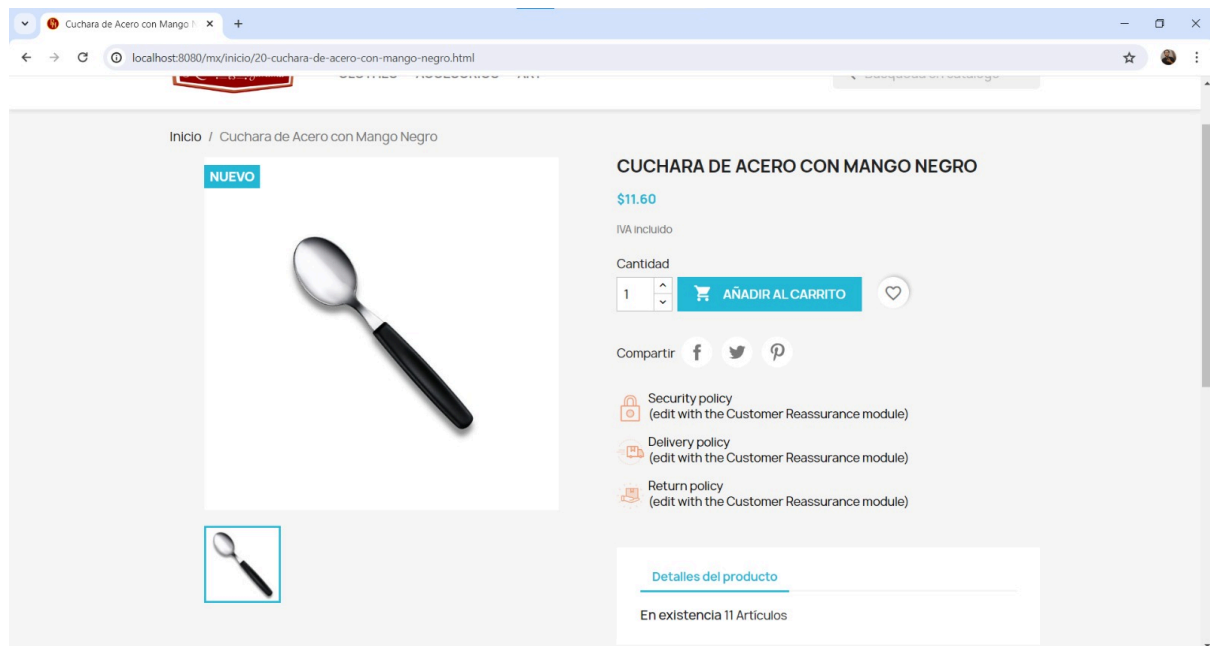 Cuchara de Acero con Mango N
localhost:8080/mx/inicio/20-cuchara-de-acero-con-mango-negro.html
Inicio / Cuchara de Acero con Mango Negro
NUEVO
CUCHARA DE ACERO CON MANGO NEGRO
$11.60
IVA incluido
Cantidad
1
AÑADIR AL CARRITO
Compartir
Security policy
(edit with the Customer Reassurance module)
Delivery policy
(edit with the Customer Reassurance module)
Return policy
(edit with the Customer Reassurance module)
Detalles del producto
En existencia 11 Artículos